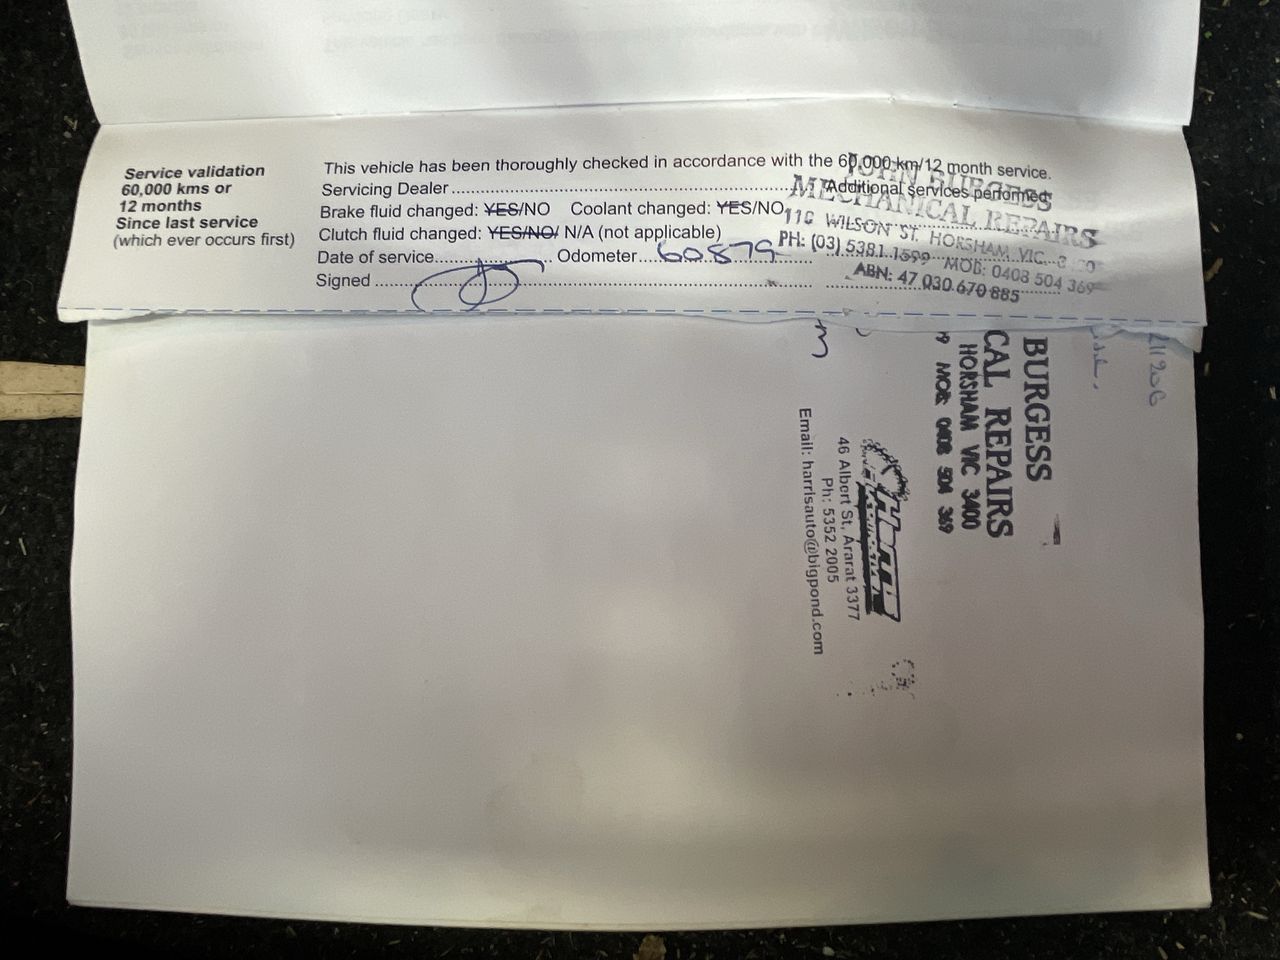 Service validation
60,000 kms or
12 months
Since last service
(which ever occurs first)
This vehicle has been thoroughly checked in accordance with the 60,000 km/12 month service.
Servicing Dealer Additional services performed
Brake fluid changed: YES/NO Coolant changed: YES/NO
Clutch fluid changed: YES/NO/ N/A (not applicable)
Date of service Odometer 60879
Signed
JOHN BURGESS
MECHANICAL REPAIRS
WILSON ST. HORSHAM VIC.
PH: (03) 5381 1599 MOB: 0408 504 369
ABN: 47 030 670 885
BURGESS
CAL REPAIRS
HORSHAM VIC 3400
9 MOB: 0408 504 369
46 Albert St, Ararat 3377
Ph: 5352 2005
Email: harrisauto@bigpond.com